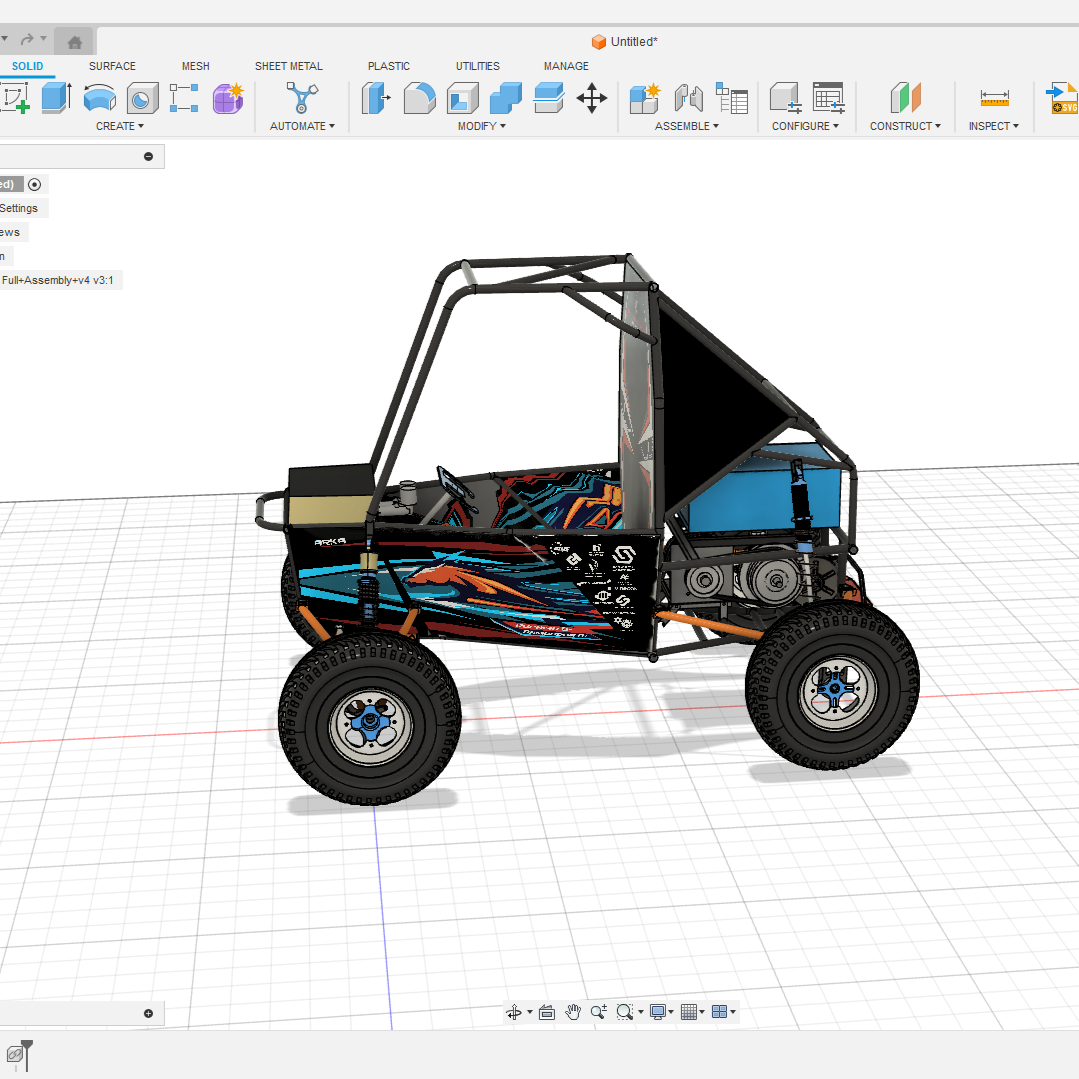 Untitled*
SOLID SURFACE MESH SHEET METAL PLASTIC UTILITIES MANAGE
SVG
CREATE AUTOMATE MODIFY ASSEMBLE CONFIGURE CONSTRUCT INSPECT
ed)
Settings
ews
n
Full+Assembly+v4 v3:1
ARKA